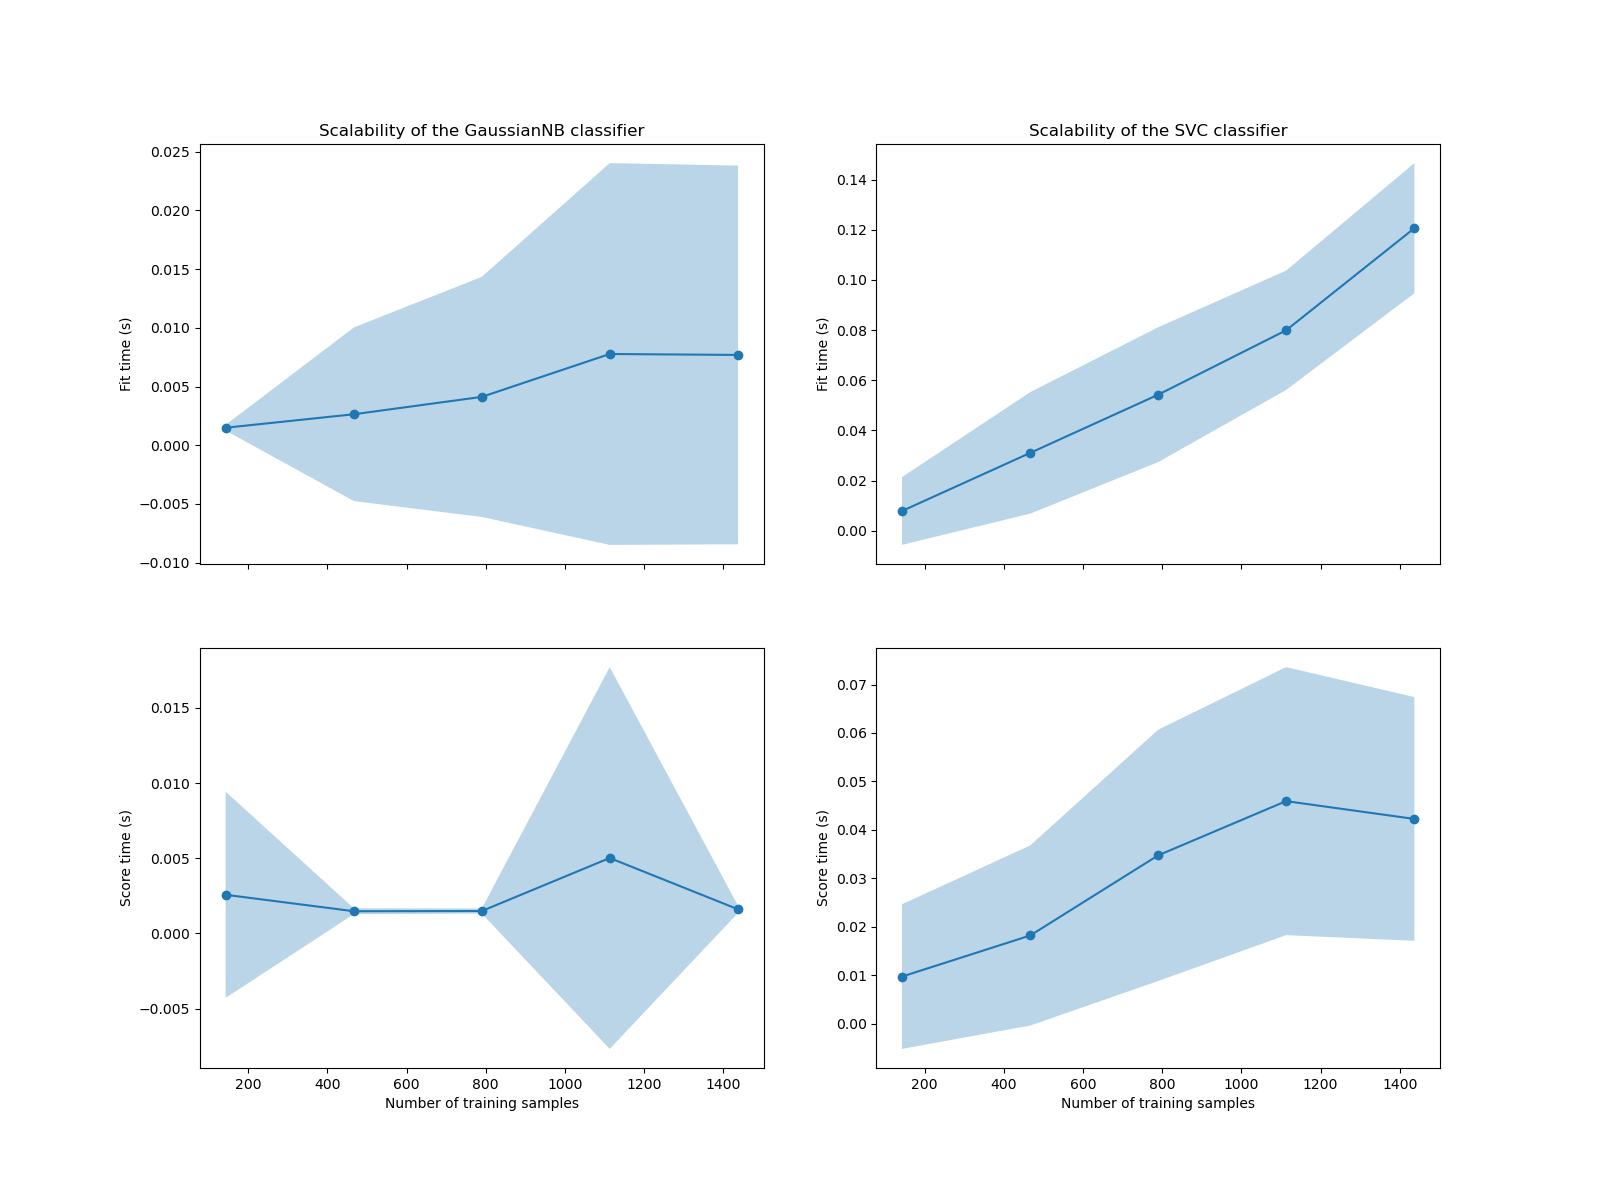 Scalability of the GaussianNB classifier
0.025
0.020
0.015
0.010
0.005
0.000
−0.005
−0.010
Fit time (s)
Scalability of the SVC classifier
0.14
0.12
0.10
0.08
0.06
0.04
0.02
0.00
Fit time (s)
0.015
0.010
0.005
0.000
−0.005
Score time (s)
200 400 600 800 1000 1200 1400
Number of training samples
0.07
0.06
0.05
0.04
0.03
0.02
0.01
0.00
Score time (s)
200 400 600 800 1000 1200 1400
Number of training samples